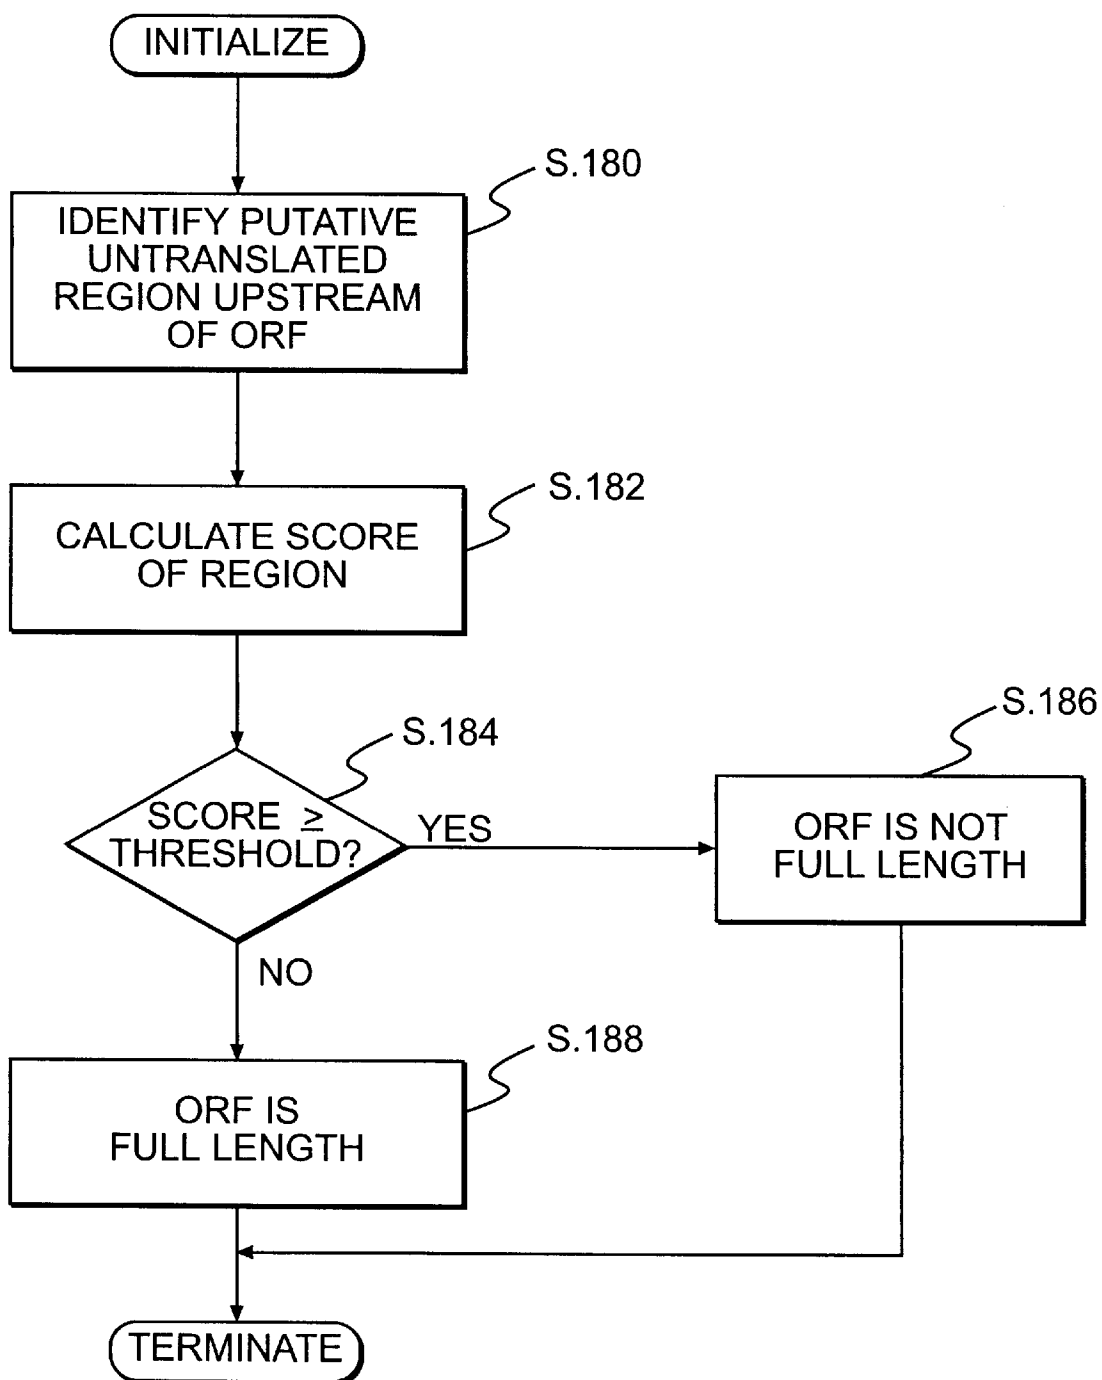 INITIALIZE
S.180
IDENTIFY PUTATIVE
UNTRANSLATED
REGION UPSTREAM
OF ORF
S.182
CALCULATE SCORE
OF REGION
S.184
SCORE ≥
THRESHOLD?
YES
S.186
ORF IS NOT
FULL LENGTH
NO
S.188
ORF IS
FULL LENGTH
TERMINATE